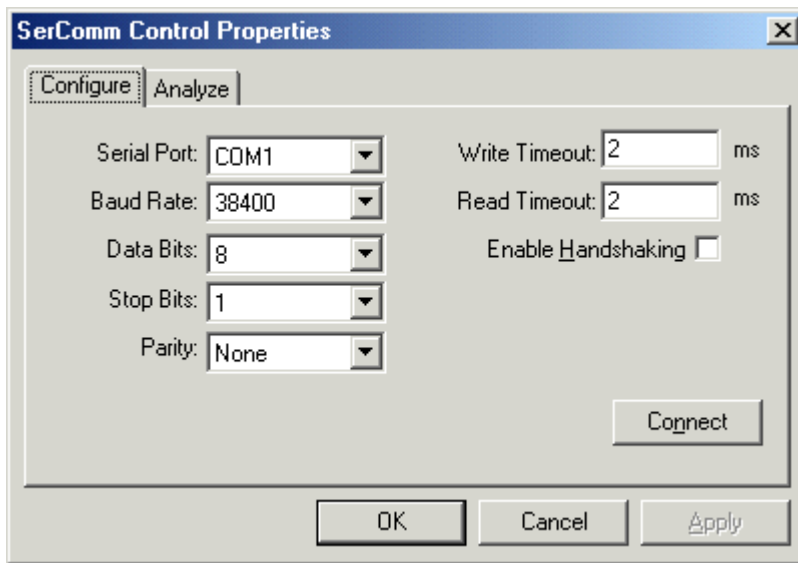 SerComm Control Properties
Configure
Analyze
Serial Port: COM1
Write Timeout: 2 ms
Baud Rate: 38400
Read Timeout: 2 ms
Data Bits: 8
Enable Handshaking
Stop Bits: 1
Parity: None
Connect
OK
Cancel
Apply